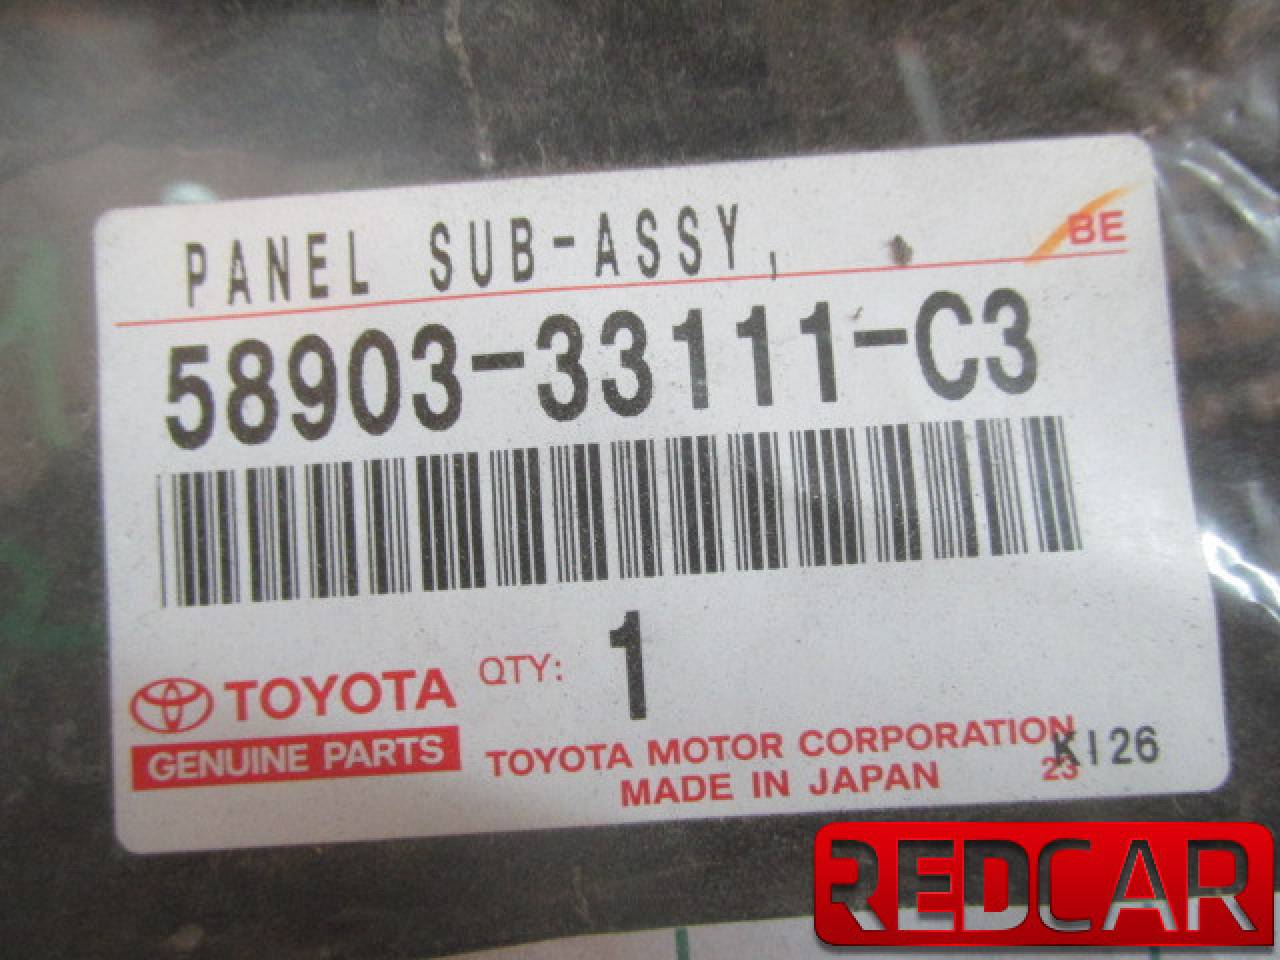 PANEL SUB-ASSY,
BE
58903-33111-C3
QTY: 1
TOYOTA
GENUINE PARTS
TOYOTA MOTOR CORPORATION
MADE IN JAPAN
23
K126
REDCAR